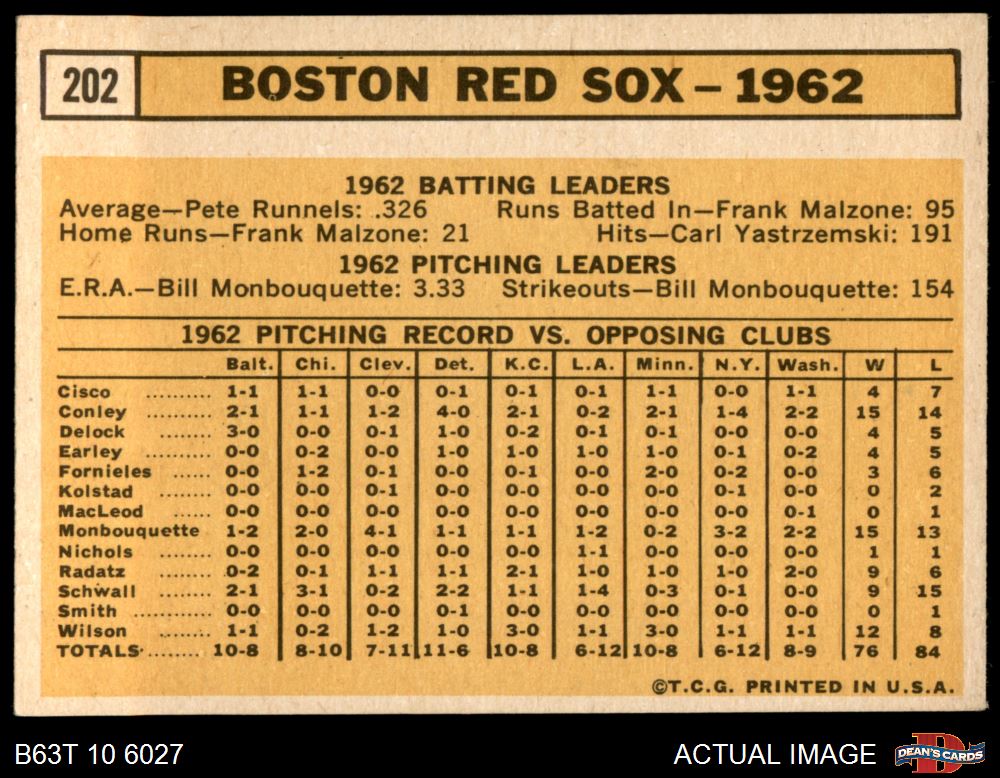 202 BOSTON RED SOX – 1962
1962 BATTING LEADERS
Average—Pete Runnels: .326 Runs Batted In—Frank Malzone: 95
Home Runs—Frank Malzone: 21 Hits—Carl Yastrzemski: 191
1962 PITCHING LEADERS
E.R.A.—Bill Monbouquette: 3.33 Strikeouts—Bill Monbouquette: 154
1962 PITCHING RECORD VS. OPPOSING CLUBS
Balt. Chi. Clev. Det. K.C. L.A. Minn. N.Y. Wash. W L
Cisco .......... 1-1 1-1 0-0 0-1 0-1 0-1 1-1 0-0 1-1 4 7
Conley ......... 2-1 1-1 1-2 4-0 2-1 0-2 2-1 1-4 2-2 15 14
Delock ........ 3-0 0-0 0-1 1-0 0-2 0-1 0-1 0-0 0-0 4 5
Earley ........ 0-0 0-2 0-0 1-0 1-0 1-0 1-0 0-1 0-2 4 5
Fornieles ...... 0-0 1-2 0-1 0-0 0-1 0-0 2-0 0-2 0-0 3 6
Kolstad ....... 0-0 0-0 0-1 0-0 0-0 0-0 0-0 0-1 0-0 0 2
MacLeod ...... 0-0 0-0 0-0 0-0 0-0 0-0 0-0 0-0 0-1 0 1
Monbouquette 1-2 2-0 4-1 1-1 1-1 1-2 0-2 3-2 2-2 15 13
Nichols ....... 0-0 0-0 0-0 0-0 0-0 1-1 0-0 0-0 0-0 1 1
Radatz ........ 0-2 0-1 1-1 1-1 2-1 1-0 1-0 1-0 2-0 9 6
Schwall ....... 2-1 3-1 0-2 2-2 1-1 1-4 0-3 0-1 0-0 9 15
Smith .......... 0-0 0-0 0-0 0-1 0-0 0-0 0-0 0-0 0-0 0 1
Wilson ........ 1-1 0-2 1-2 1-0 3-0 1-1 3-0 1-1 1-1 12 8
TOTALS ........ 10-8 8-10 7-11 11-6 10-8 6-12 10-8 6-12 8-9 76 84
©T.C.G. PRINTED IN U.S.A.
B63T 10 6027 ACTUAL IMAGE DEAN'S CARDS